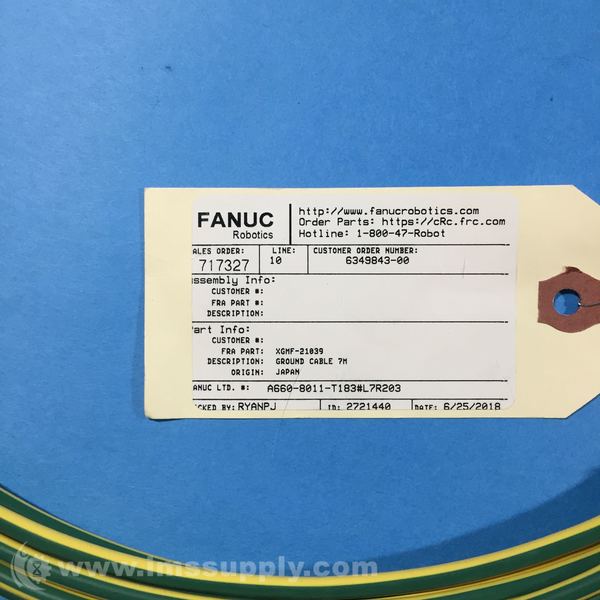 FANUC
Robotics
http://www.fanucrobotics.com
Order Parts: https://cRc.frc.com
Hotline: 1-800-47-Robot
ALES ORDER: LINE: CUSTOMER ORDER NUMBER:
717327 10 6349843-00
ssembly Info:
CUSTOMER #:
FRA PART #:
DESCRIPTION:
art Info:
CUSTOMER #:
FRA PART: XGMF-21039
DESCRIPTION: GROUND CABLE 7M
ORIGIN: JAPAN
ANUC LTD. #: A660-8011-T183#L7R203
CKED BY: RYANPJ ID: 2721440 DATE: 6/25/2018
www.imssupply.com